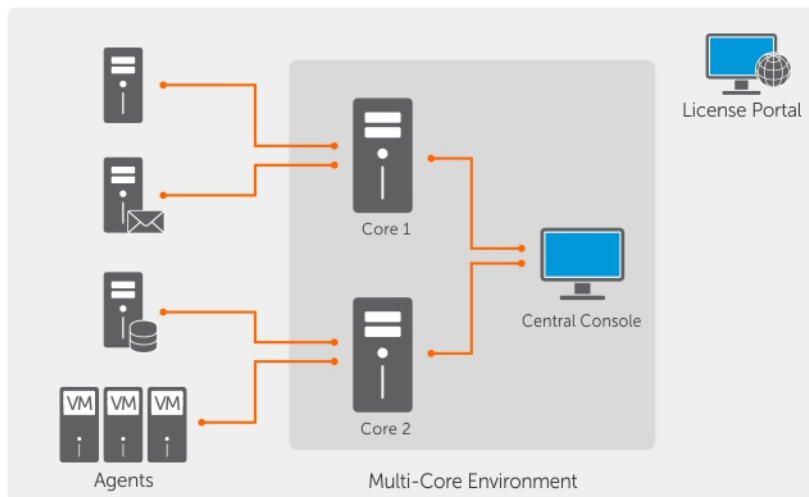 License Portal
Core 1
Central Console
Core 2
VM VM VM
Agents
Multi-Core Environment